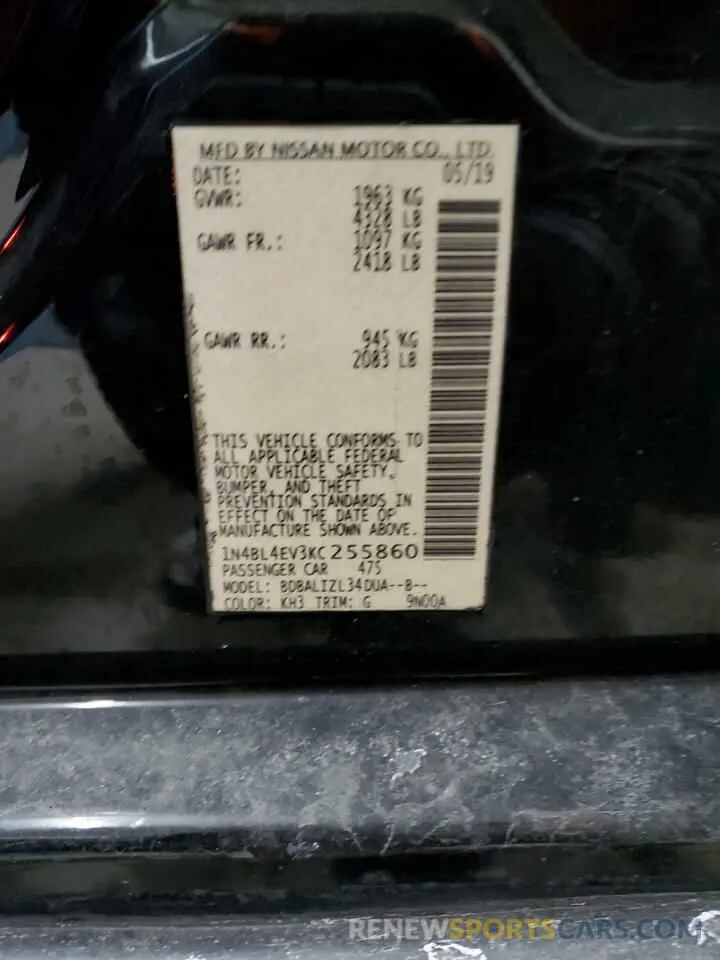 MFD BY NISSAN MOTOR CO., LTD.
DATE: 05/19
GVWR: 1963 KG
4328 LB
GAWR FR.: 1097 KG
2418 LB
GAWR RR.: 945 KG
2083 LB
THIS VEHICLE CONFORMS TO
ALL APPLICABLE FEDERAL
MOTOR VEHICLE SAFETY,
BUMPER, AND THEFT
PREVENTION STANDARDS IN
EFFECT ON THE DATE OF
MANUFACTURE SHOWN ABOVE.
1N4BL4EV3KC255860
PASSENGER CAR 475
MODEL: BDBALIZL34DUA--B--
COLOR: KH3 TRIM: G 9N00A
RENEWSPORTSCARS.COM